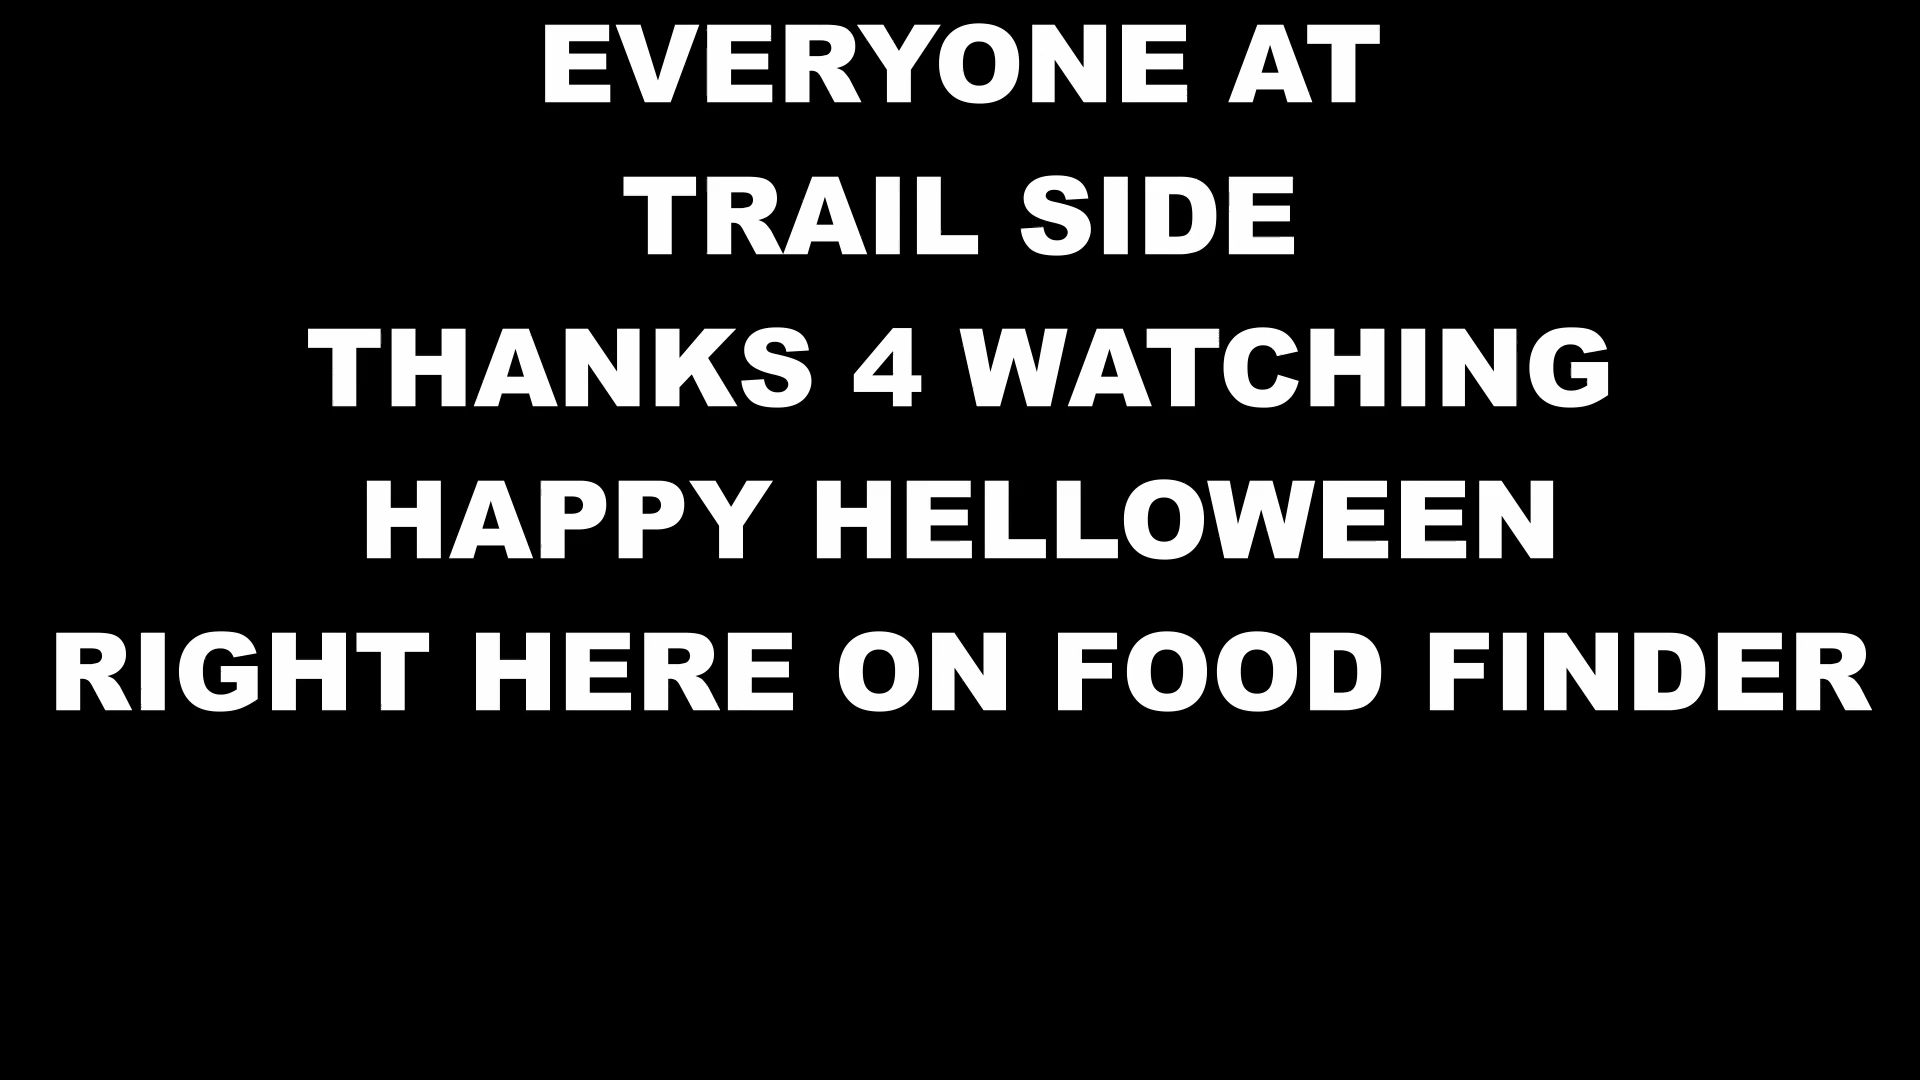 EVERYONE AT
TRAIL SIDE
THANKS 4 WATCHING
HAPPY HELLOWEEN
RIGHT HERE ON FOOD FINDER